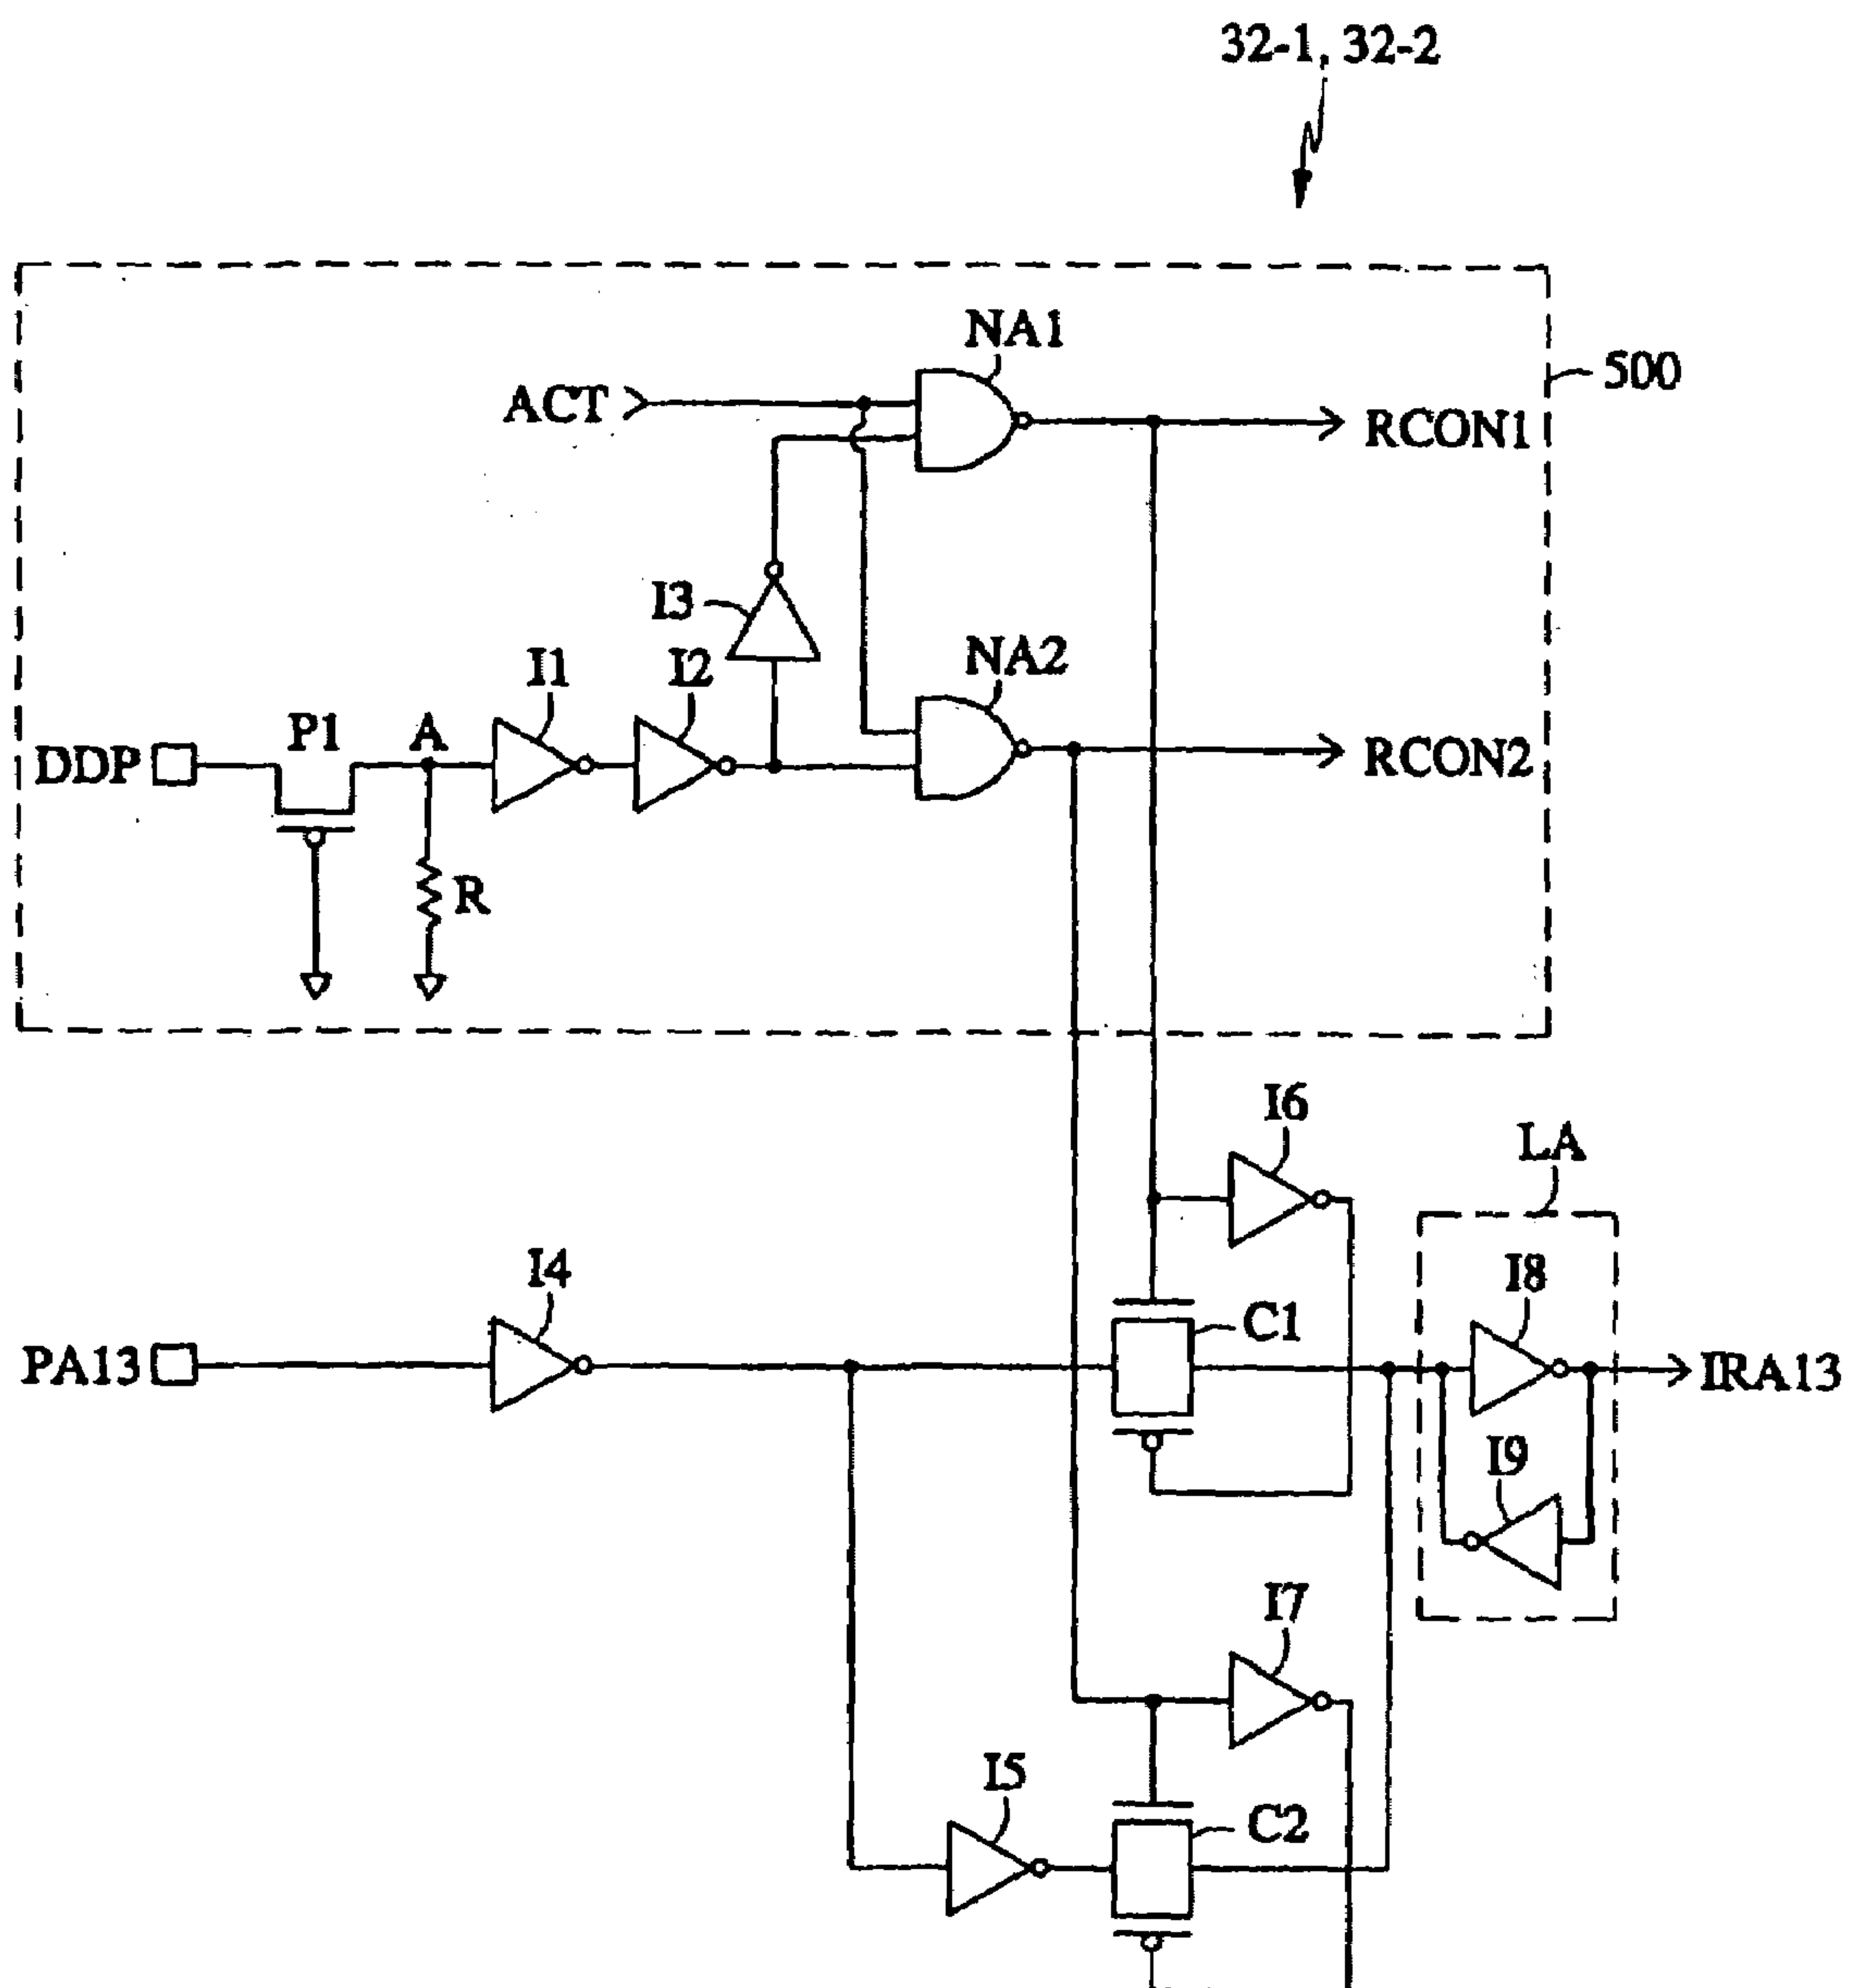 32-1, 32-2
NA1
500
ACT
RCON1
I3
NA2
I1
I2
P1
A
DDP
RCON2
R
I6
LA
I4
I8
C1
PA13
IRA13
I9
I7
I5
C2